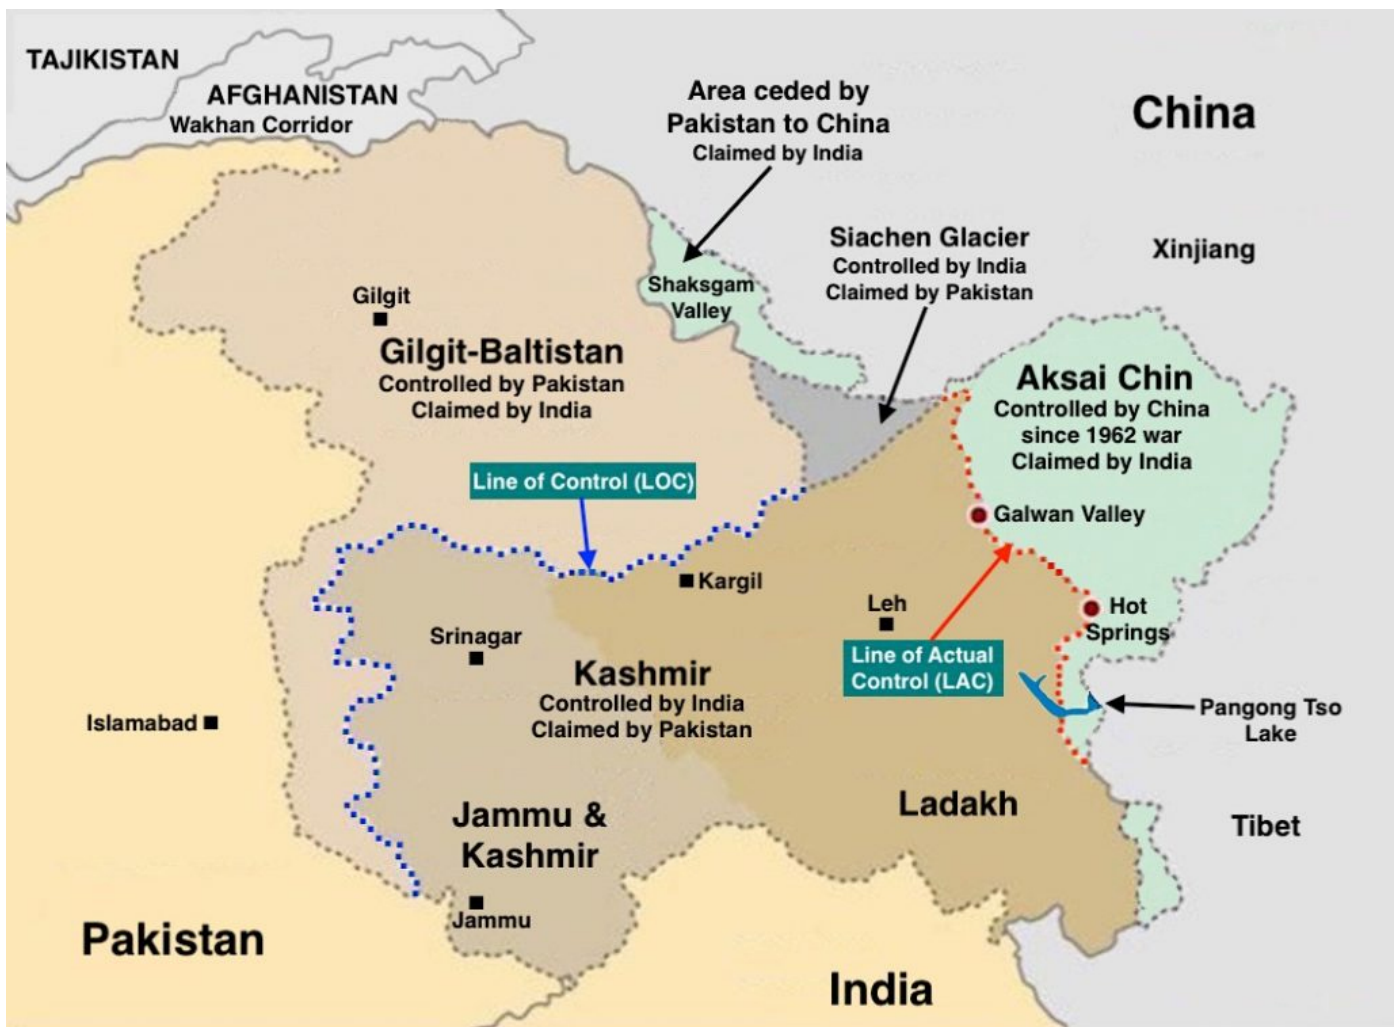 TAJIKISTAN
AFGHANISTAN
Wakhan Corridor
Area ceded by
Pakistan to China
Claimed by India
China
Siachen Glacier
Controlled by India
Claimed by Pakistan
Xinjiang
Shaksgam
Valley
Gilgit
Gilgit-Baltistan
Controlled by Pakistan
Claimed by India
Aksai Chin
Controlled by China
since 1962 war
Claimed by India
Line of Control (LOC)
Galwan Valley
Kargil
Leh
Hot
Springs
Srinagar
Line of Actual
Control (LAC)
Kashmir
Controlled by India
Claimed by Pakistan
Islamabad
Pangong Tso
Lake
Ladakh
Jammu &
Kashmir
Tibet
Jammu
Pakistan
India